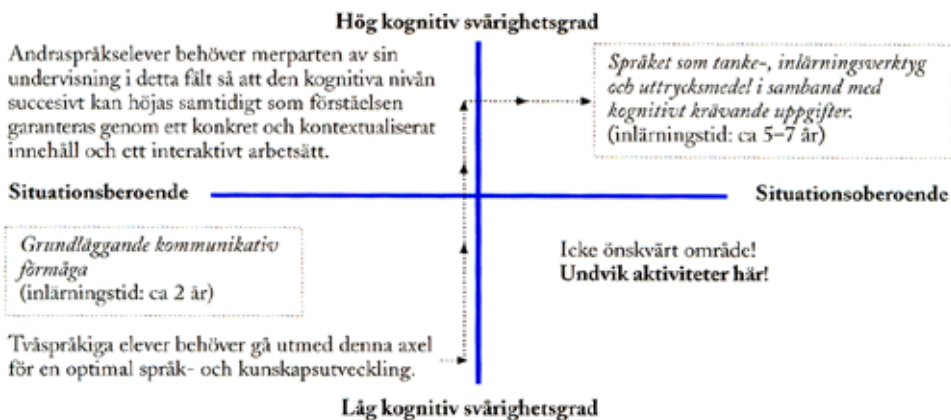 Hög kognitiv svårighetsgrad
Andraspråkselever behöver merparten av sin
undervisning i detta fält så att den kognitiva nivån
succesivt kan höjas samtidigt som förståelsen
garanteras genom ett konkret och kontextualiserat
innehåll och ett interaktivt arbetsätt.
Språket som tanke-, inlärningsverktyg
och uttrycksmedel i samband med
kognitivt krävande uppgifter.
(inlärningstid: ca 5–7 år)
Situationsberoende
Situationsoberoende
Grundläggande kommunikativ
förmåga
(inlärningstid: ca 2 år)
Icke önskvärt område!
Undvik aktiviteter här!
Tvåspråkiga elever behöver gå utmed denna axel
för en optimal språk- och kunskapsutveckling.
Låg kognitiv svårighetsgrad